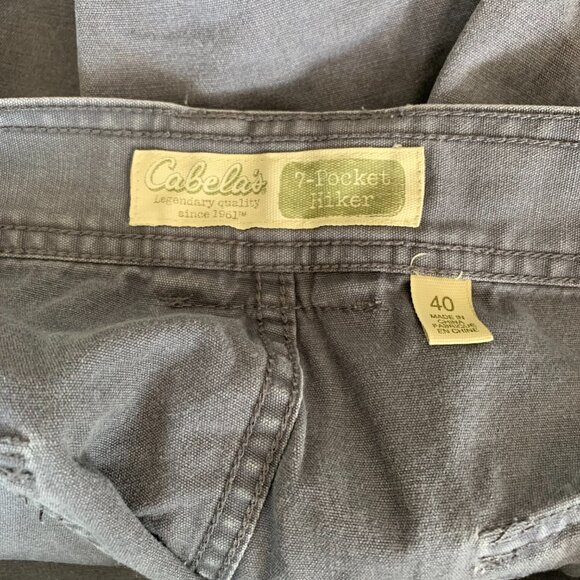 Cabela's
Legendary quality
since 1961™
7-Pocket
Hiker
40
MADE IN
CHINA
FABRIQUÉ
EN CHINE